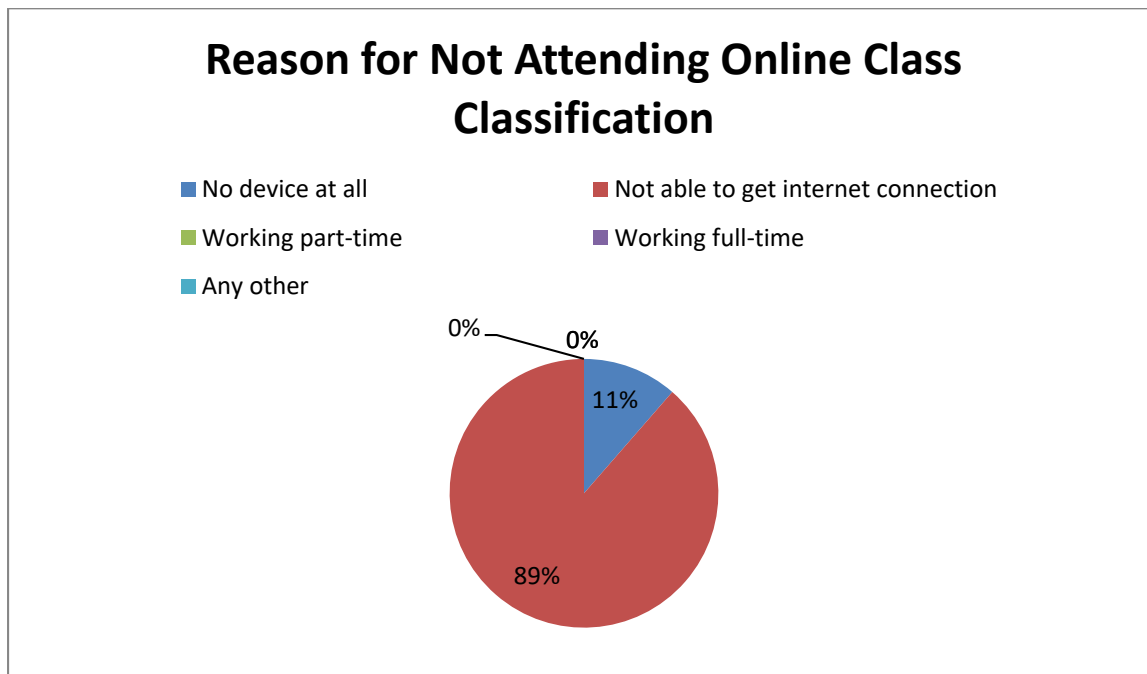 Reason for Not Attending Online Class
Classification
No device at all
Not able to get internet connection
Working part-time
Working full-time
Any other
0%
0%
11%
89%